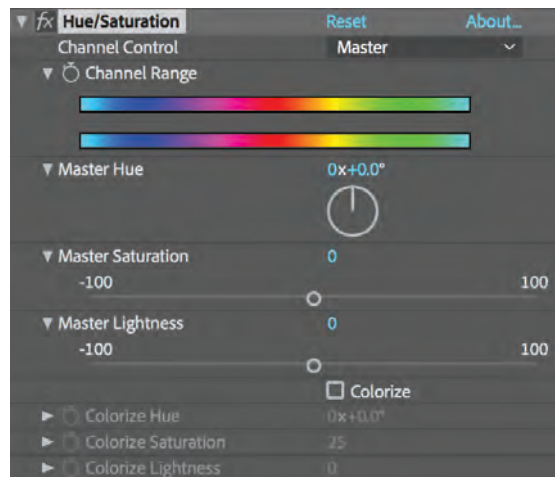 fx Hue/Saturation Reset About...
Channel Control Master
Channel Range
Master Hue 0x+0.0°
Master Saturation 0
-100 100
Master Lightness 0
-100 100
Colorize
Colorize Hue 0x+0.0°
Colorize Saturation 25
Colorize Lightness 0